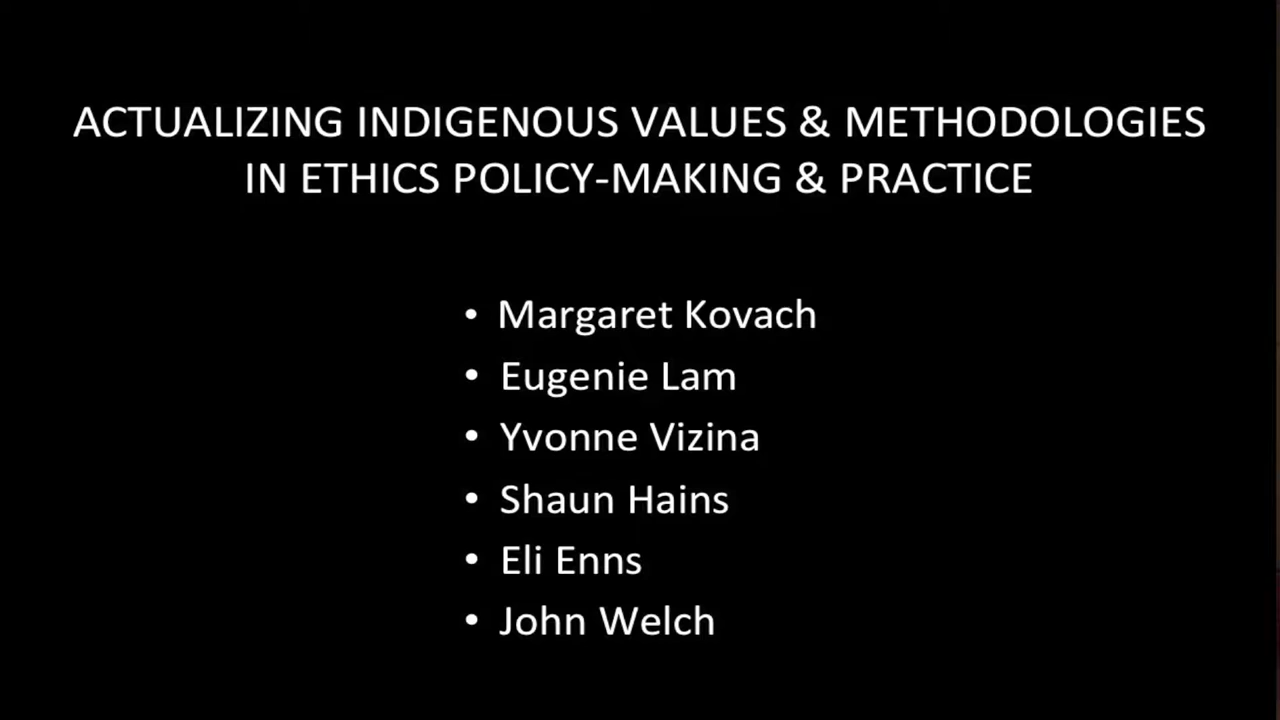 ACTUALIZING INDIGENOUS VALUES & METHODOLOGIES
IN ETHICS POLICY-MAKING & PRACTICE
• Margaret Kovach
• Eugenie Lam
• Yvonne Vizina
• Shaun Hains
• Eli Enns
• John Welch